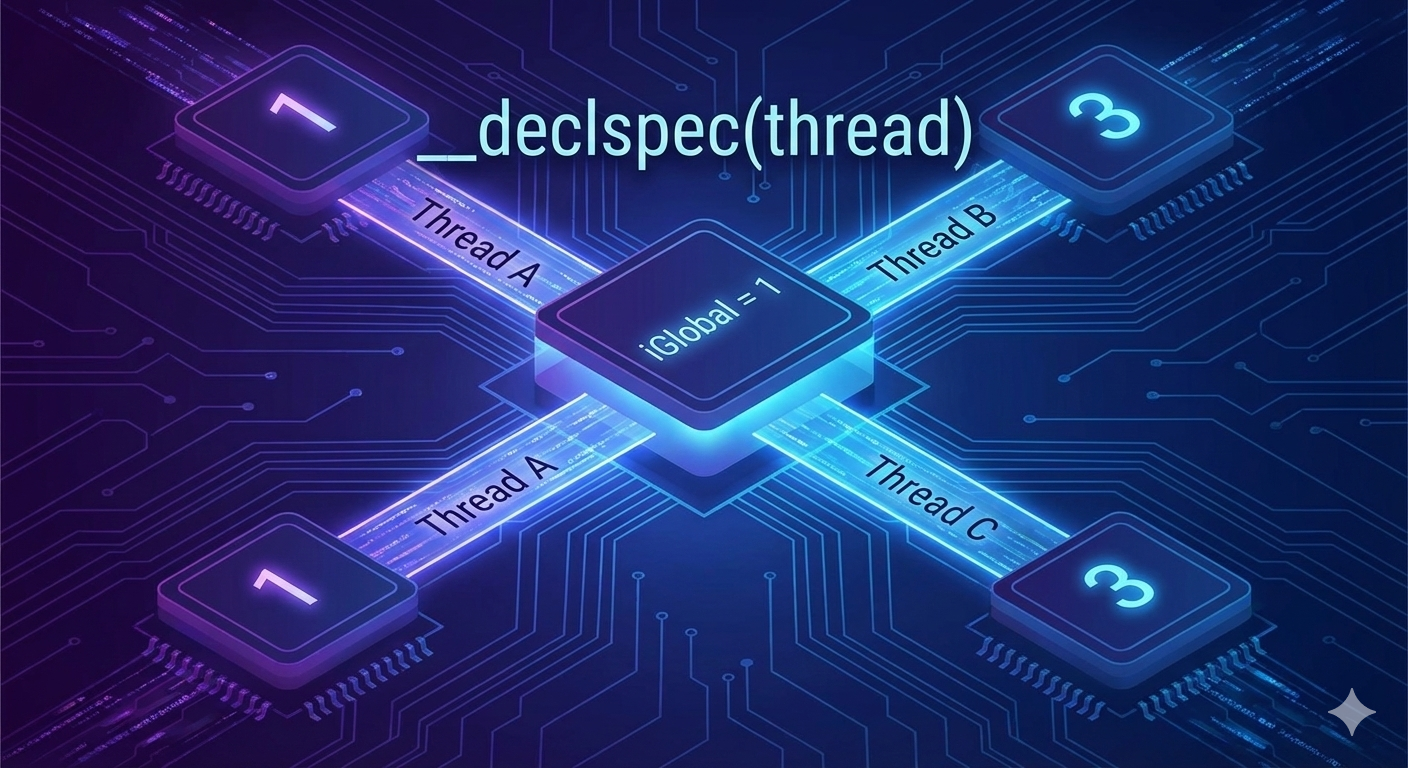 1
3
__declspec(thread)
Thread A
Thread B
iGlobal = 1
Thread A
Thread C
1
3